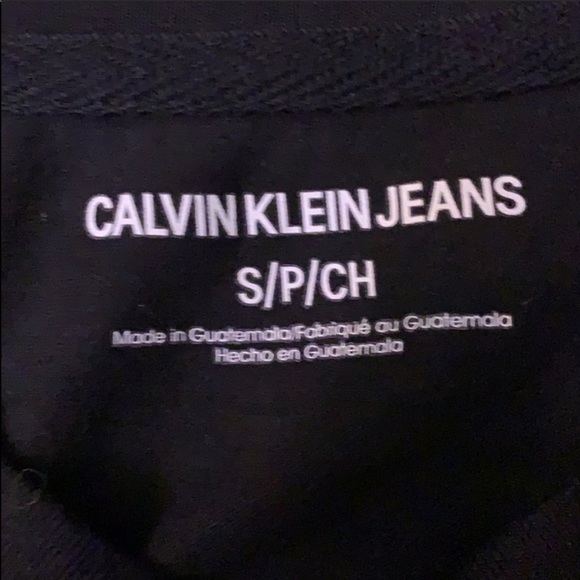 CALVIN KLEIN JEANS
S/P/CH
Made in Guatemala/Fabriqué au Guatemala
Hecho en Guatemala